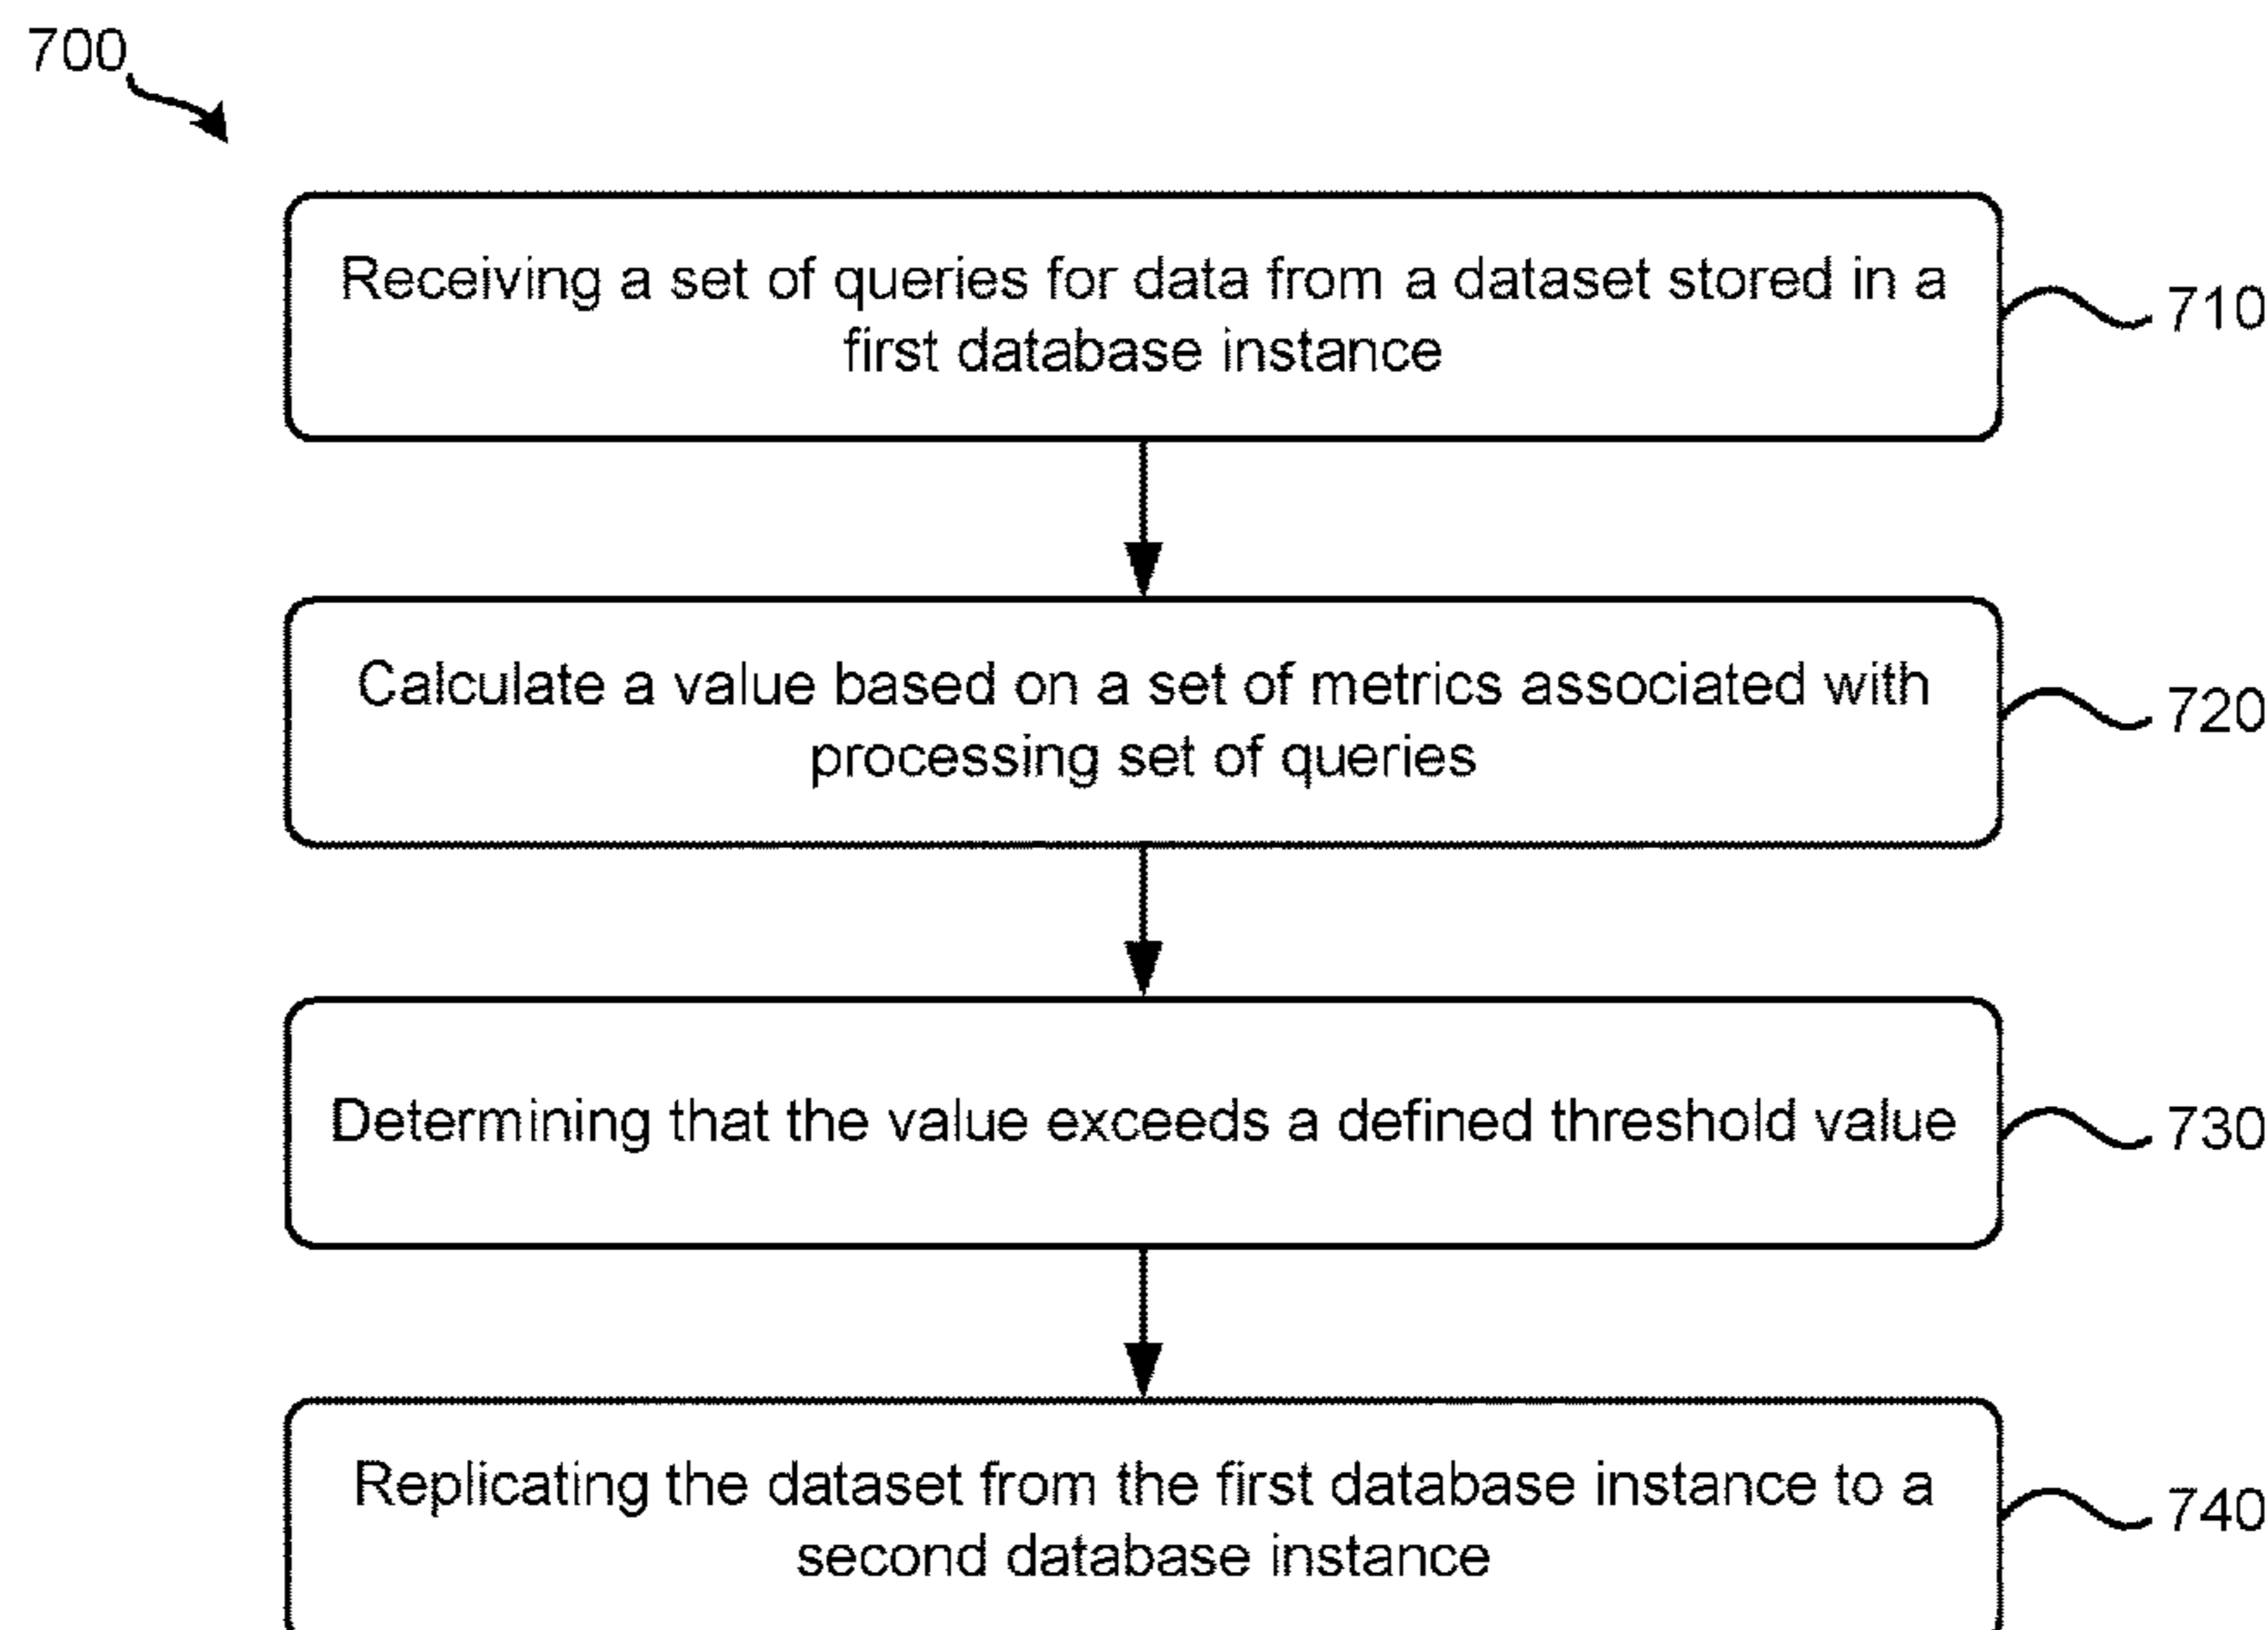 700
Receiving a set of queries for data from a dataset stored in a
first database instance
710
Calculate a value based on a set of metrics associated with
processing set of queries
720
Determining that the value exceeds a defined threshold value
730
Replicating the dataset from the first database instance to a
second database instance
740